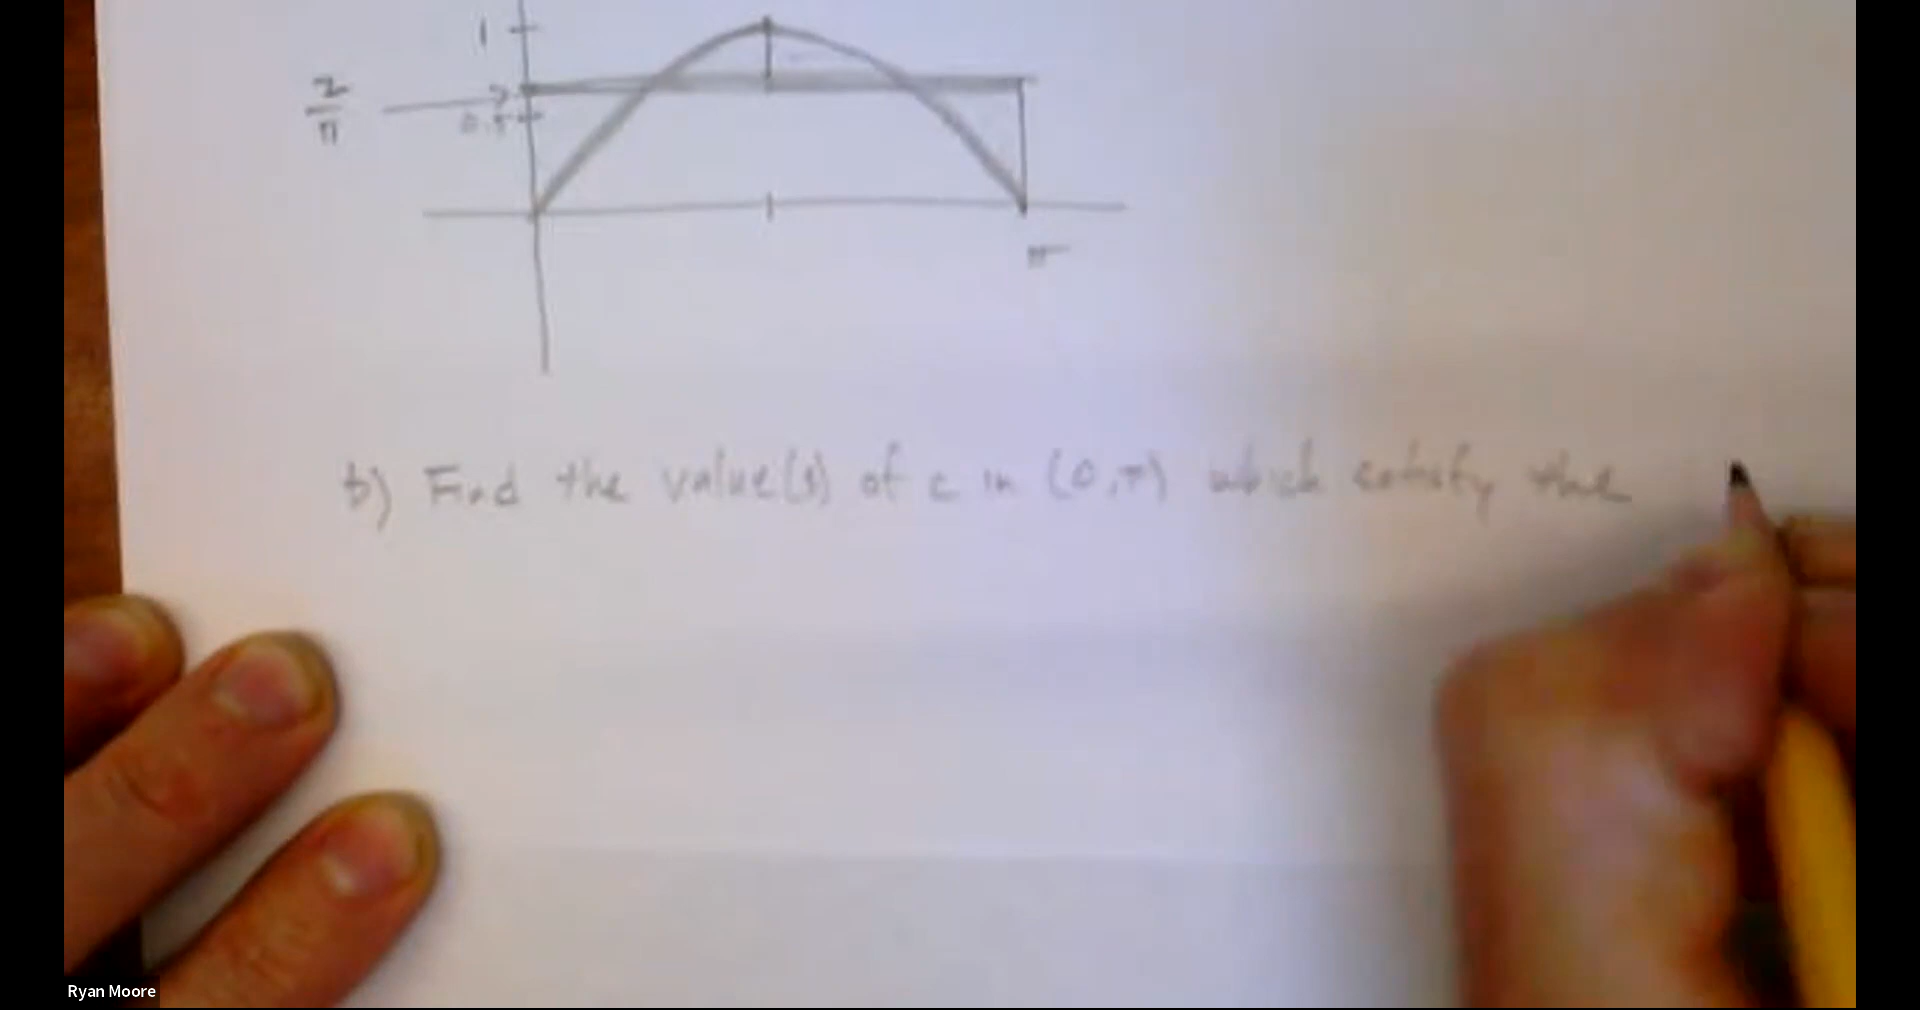 1
2
π
0.5
π
b) Find the value(s) of c in (0,π) which satisfy the
Ryan Moore